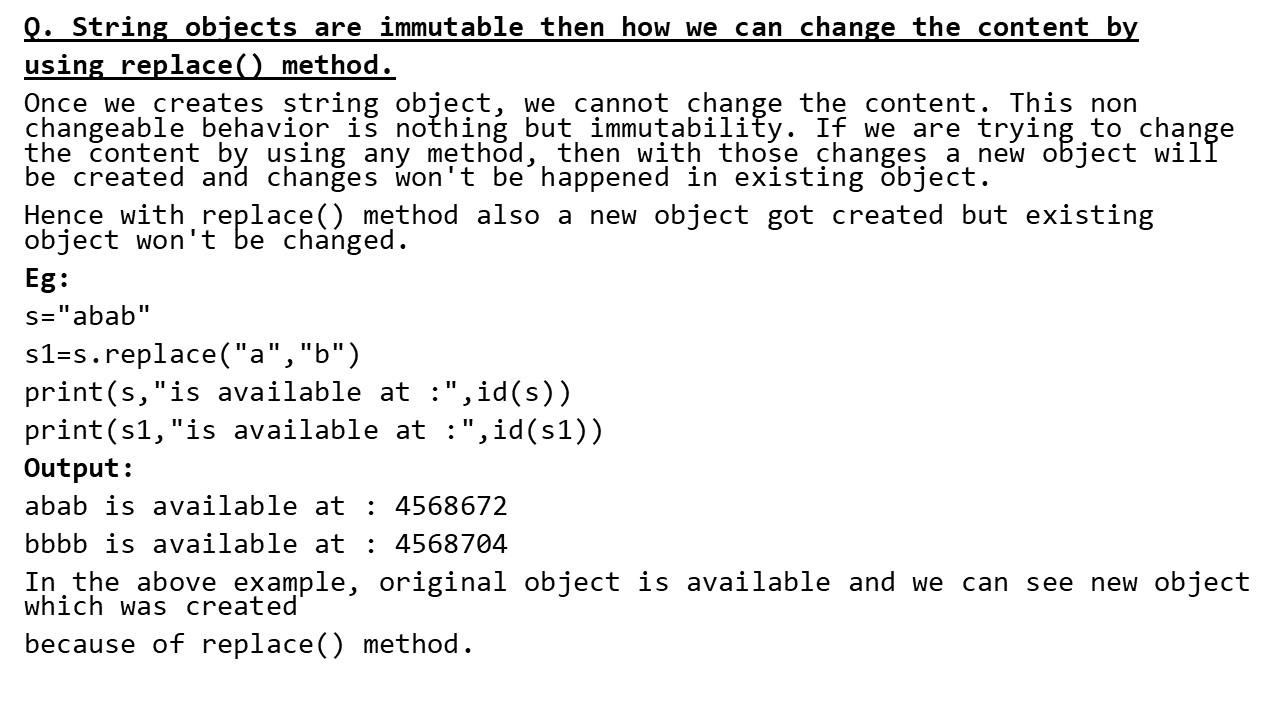 Q. String objects are immutable then how we can change the content by
using replace() method.
Once we creates string object, we cannot change the content. This non
changeable behavior is nothing but immutability. If we are trying to change
the content by using any method, then with those changes a new object will
be created and changes won't be happened in existing object.
Hence with replace() method also a new object got created but existing
object won't be changed.
Eg:
s="abab"
s1=s.replace("a","b")
print(s,"is available at :",id(s))
print(s1,"is available at :",id(s1))
Output:
abab is available at : 4568672
bbbb is available at : 4568704
In the above example, original object is available and we can see new object
which was created
because of replace() method.